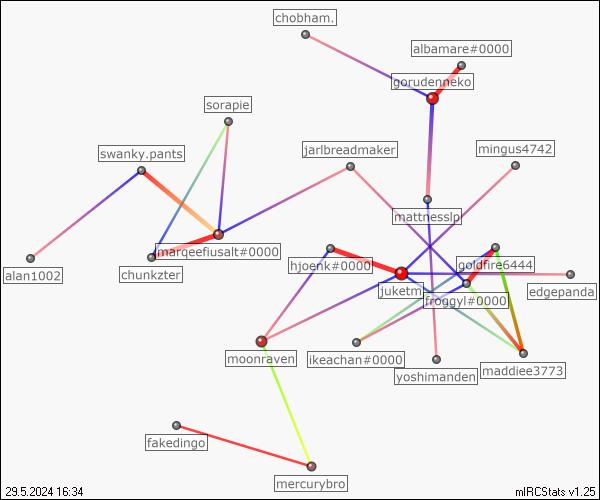 chobham.
albamare#0000
gorudenneko
sorapie
jarlbreadmaker
mingus4742
swanky.pants
mattnesslp
marqeefiusalt#0000
hjoenk#0000
goldfire6444
alan1002
chunkzter
juketm
froggyl#0000
edgepanda
moonraven
ikeachan#0000
yoshimanden
maddiee3773
fakedingo
mercurybro
29.5.2024 16:34
mIRCStats v1.25